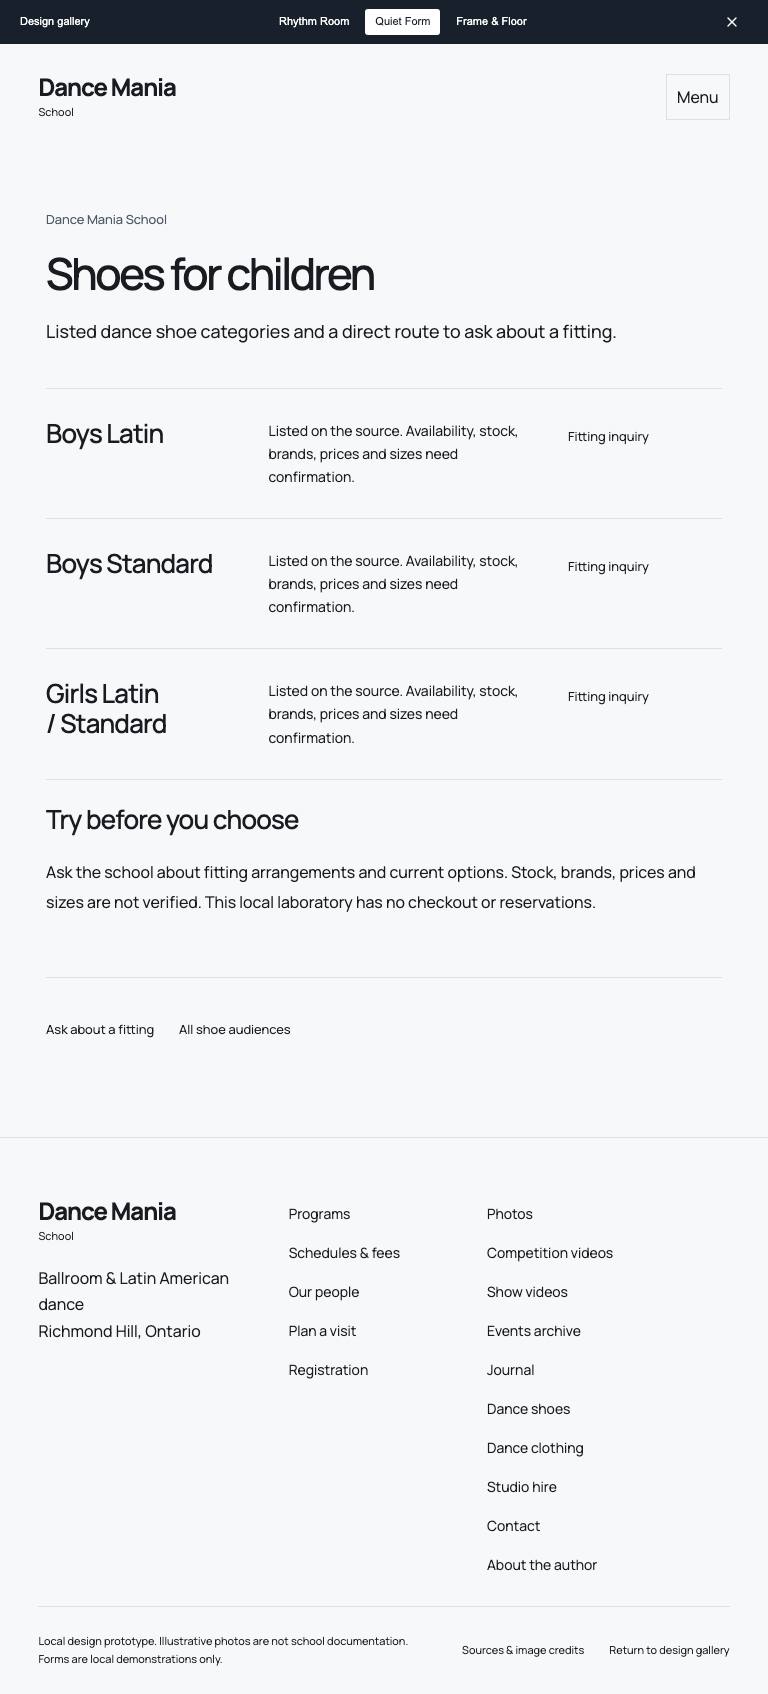 Design gallery
Rhythm Room
Quiet Form
Frame & Floor
Dance Mania
School
Menu
Dance Mania School
Shoes for children
Listed dance shoe categories and a direct route to ask about a fitting.
Boys Latin
Listed on the source. Availability, stock,
brands, prices and sizes need
confirmation.
Fitting inquiry
Boys Standard
Listed on the source. Availability, stock,
brands, prices and sizes need
confirmation.
Fitting inquiry
Girls Latin
/ Standard
Listed on the source. Availability, stock,
brands, prices and sizes need
confirmation.
Fitting inquiry
Try before you choose
Ask the school about fitting arrangements and current options. Stock, brands, prices and
sizes are not verified. This local laboratory has no checkout or reservations.
Ask about a fitting
All shoe audiences
Dance Mania
School
Ballroom & Latin American
dance
Richmond Hill, Ontario
Programs
Schedules & fees
Our people
Plan a visit
Registration
Photos
Competition videos
Show videos
Events archive
Journal
Dance shoes
Dance clothing
Studio hire
Contact
About the author
Local design prototype. Illustrative photos are not school documentation.
Forms are local demonstrations only.
Sources & image credits
Return to design gallery